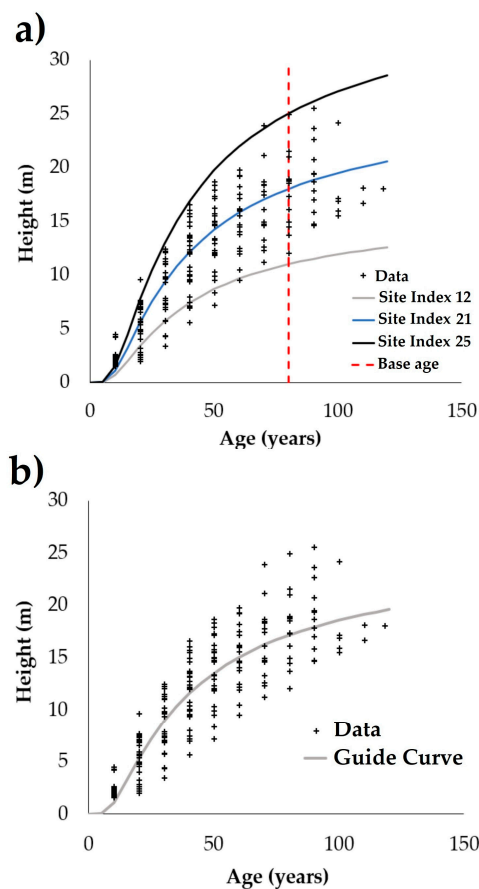 a)
30
25
20
15
10
5
0
Height (m)
Data
Site Index 12
Site Index 21
Site Index 25
Base age
0 50 100 150
Age (years)
b)
30
25
20
15
10
5
0
Height (m)
Data
Guide Curve
0 50 100 150
Age (years)